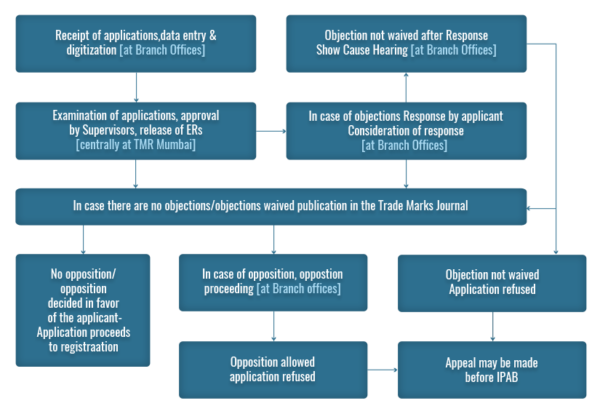 Receipt of applications,data entry &
digitization [at Branch Offices]
Objection not waived after Response
Show Cause Hearing [at Branch Offices]
Examination of applications, approval
by Supervisors, release of ERs
[centrally at TMR Mumbai]
In case of objections Response by applicant
Consideration of response
[at Branch Offices]
In case there are no objections/objections waived publication in the Trade Marks Journal
No opposition/
opposition
decided in favor
of the applicant-
Application proceeds
to registraation
In case of opposition, oppostion
proceeding [at Branch offices]
Objection not waived
Application refused
Opposition allowed
application refused
Appeal may be made
before IPAB